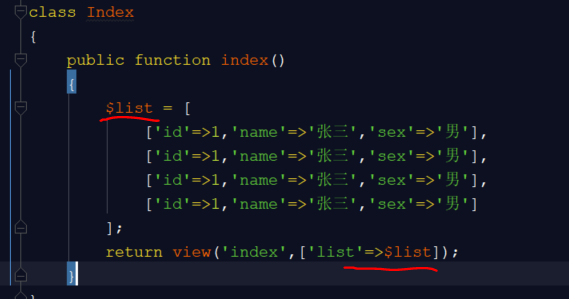 class Index
{
public function index()
{
$list = [
['id'=>1,'name'=>'张三','sex'=>'男'],
['id'=>1,'name'=>'张三','sex'=>'男'],
['id'=>1,'name'=>'张三','sex'=>'男'],
['id'=>1,'name'=>'张三','sex'=>'男']
];
return view('index',['list'=>$list]);
}
}